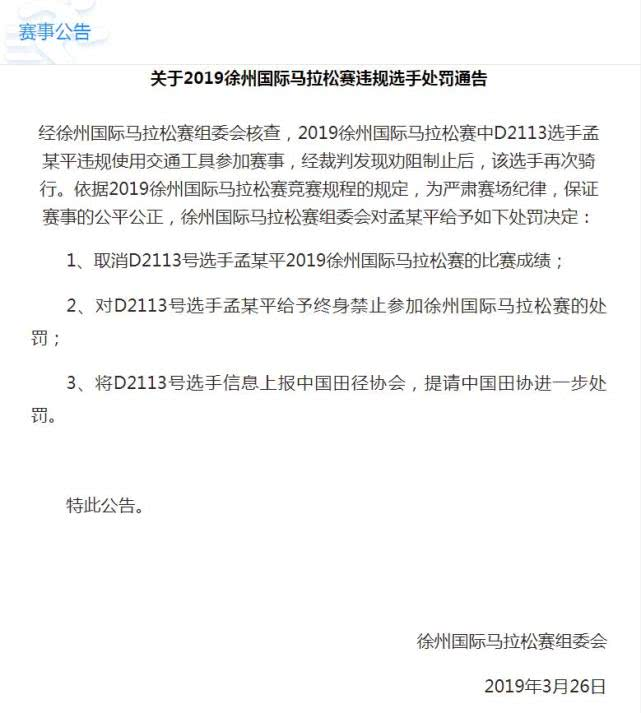 赛事公告
关于2019徐州国际马拉松赛违规选手处罚通告
经徐州国际马拉松赛组委会核查，2019徐州国际马拉松赛中D2113选手孟
某平违规使用交通工具参加赛事，经裁判发现劝阻制止后，该选手再次骑
行。依据2019徐州国际马拉松赛竞赛规程的规定，为严肃赛场纪律，保证
赛事的公平公正，徐州国际马拉松赛组委会对孟某平给予如下处罚决定：
1、取消D2113号选手孟某平2019徐州国际马拉松赛的比赛成绩；
2、对D2113号选手孟某平给予终身禁止参加徐州国际马拉松赛的处
罚；
3、将D2113号选手信息上报中国田径协会，提请中国田协进一步处
罚。
特此公告。
徐州国际马拉松赛组委会
2019年3月26日